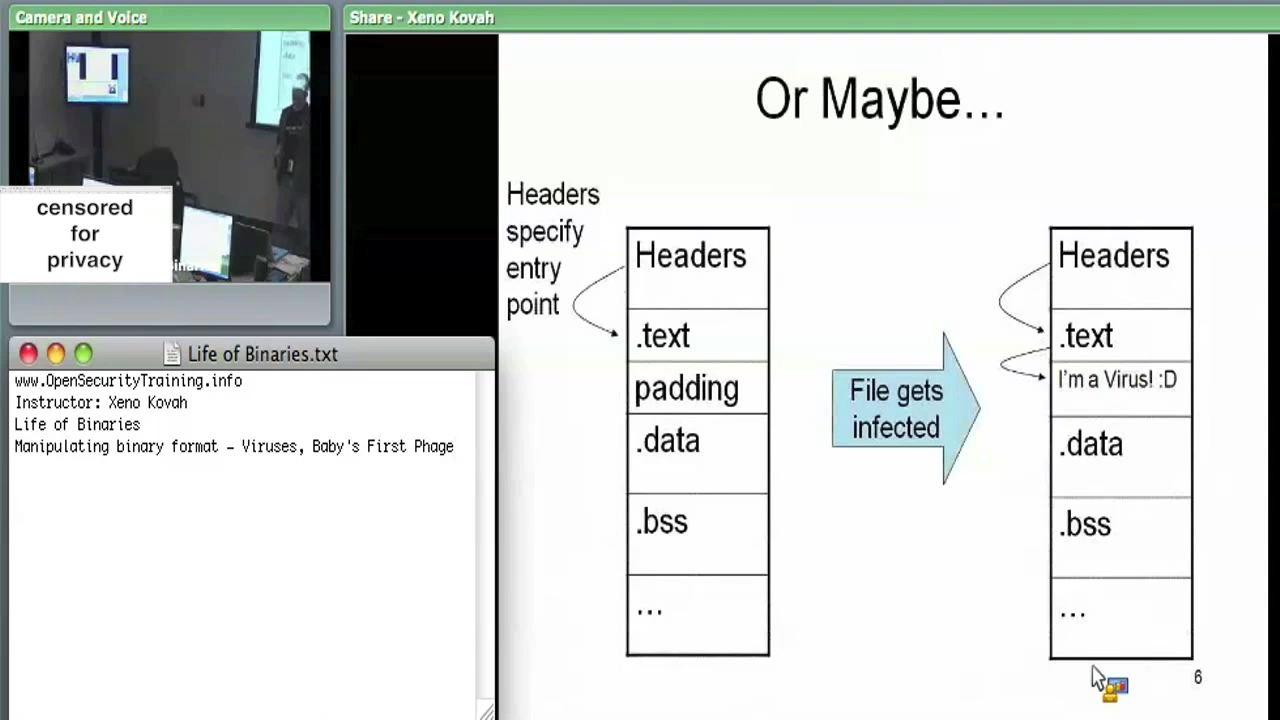 Camera and Voice
Share - Xeno Kovah
censored
for
privacy
Life of Binaries.txt
www.OpenSecurityTraining.info
Instructor: Xeno Kovah
Life of Binaries
Manipulating binary format - Viruses, Baby's First Phage
Or Maybe...
Headers
specify
entry
point
Headers
.text
padding
.data
.bss
...
File gets
infected
Headers
.text
I'm a Virus! :D
.data
.bss
...
6